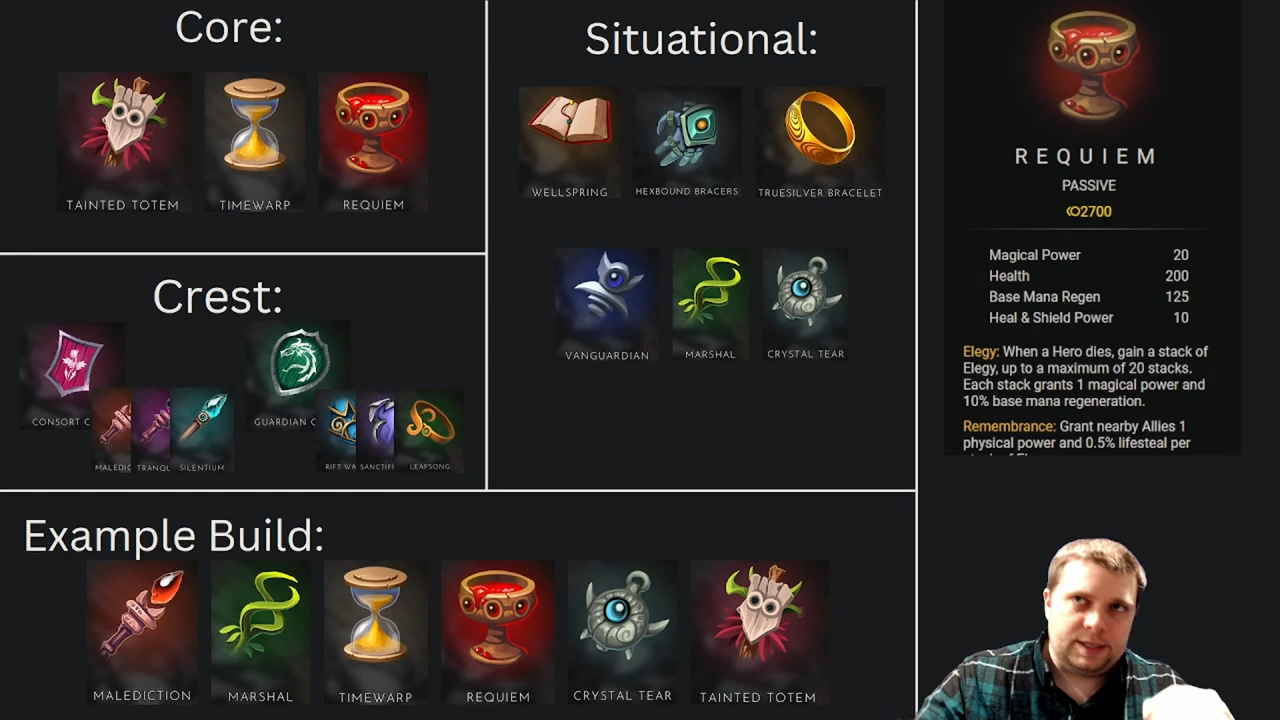 Core:
TAINTED TOTEM
TIMEWARP
REQUIEM
Situational:
WELLSPRING
HEXBOUND BRACERS
TRUESILVER BRACELET
VANGUARDIAN
MARSHAL
CRYSTAL TEAR
Crest:
CONSORT C
MALEDIC
TRANQU
SILENTIUM
GUARDIAN C
RIFT WA
SANCTIFI
LEAFSONG
Example Build:
MALEDICTION
MARSHAL
TIMEWARP
REQUIEM
CRYSTAL TEAR
TAINTED TOTEM
REQUIEM
PASSIVE
2700
Magical Power 20
Health 200
Base Mana Regen 125
Heal & Shield Power 10
Elegy: When a Hero dies, gain a stack of
Elegy, up to a maximum of 20 stacks.
Each stack grants 1 magical power and
10% base mana regeneration.
Remembrance: Grant nearby Allies 1
physical power and 0.5% lifesteal per